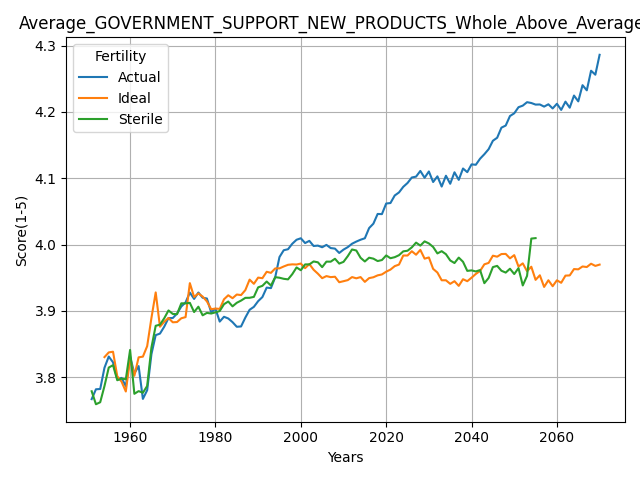 Average_GOVERNMENT_SUPPORT_NEW_PRODUCTS_Whole_Above_Average
Fertility
Actual
Ideal
Sterile
Score(1-5)
4.3
4.2
4.1
4.0
3.9
3.8
1960 1980 2000 2020 2040 2060
Years